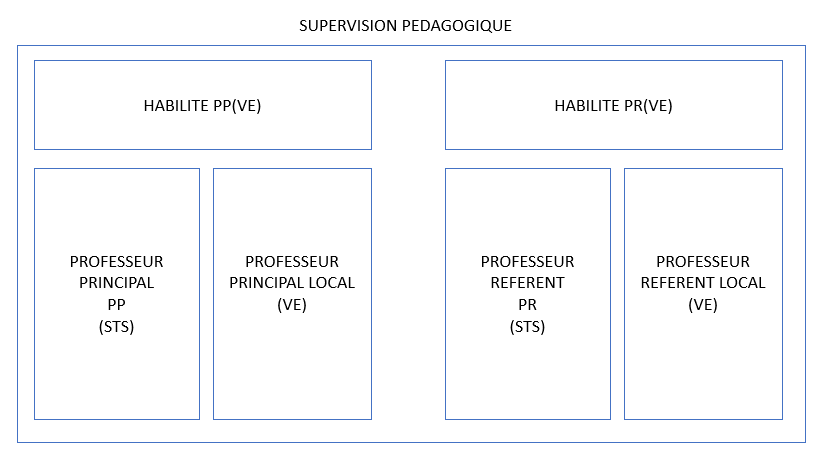 SUPERVISION PEDAGOGIQUE
HABILITE PP(VE)
HABILITE PR(VE)
PROFESSEUR
PRINCIPAL
PP
(STS)
PROFESSEUR
PRINCIPAL LOCAL
(VE)
PROFESSEUR
REFERENT
PR
(STS)
PROFESSEUR
REFERENT LOCAL
(VE)